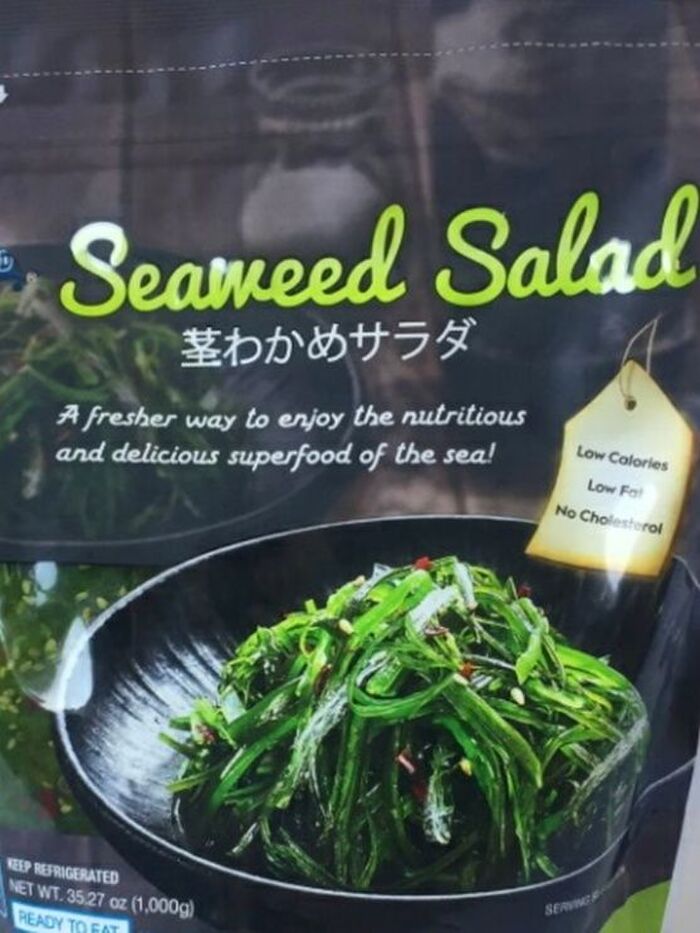 Seaweed Salad
茎わかめサラダ
A fresher way to enjoy the nutritious
and delicious superfood of the sea!
Low Calories
Low Fat
No Cholesterol
KEEP REFRIGERATED
NET WT. 35.27 oz (1,000g)
READY TO EAT
SERVING